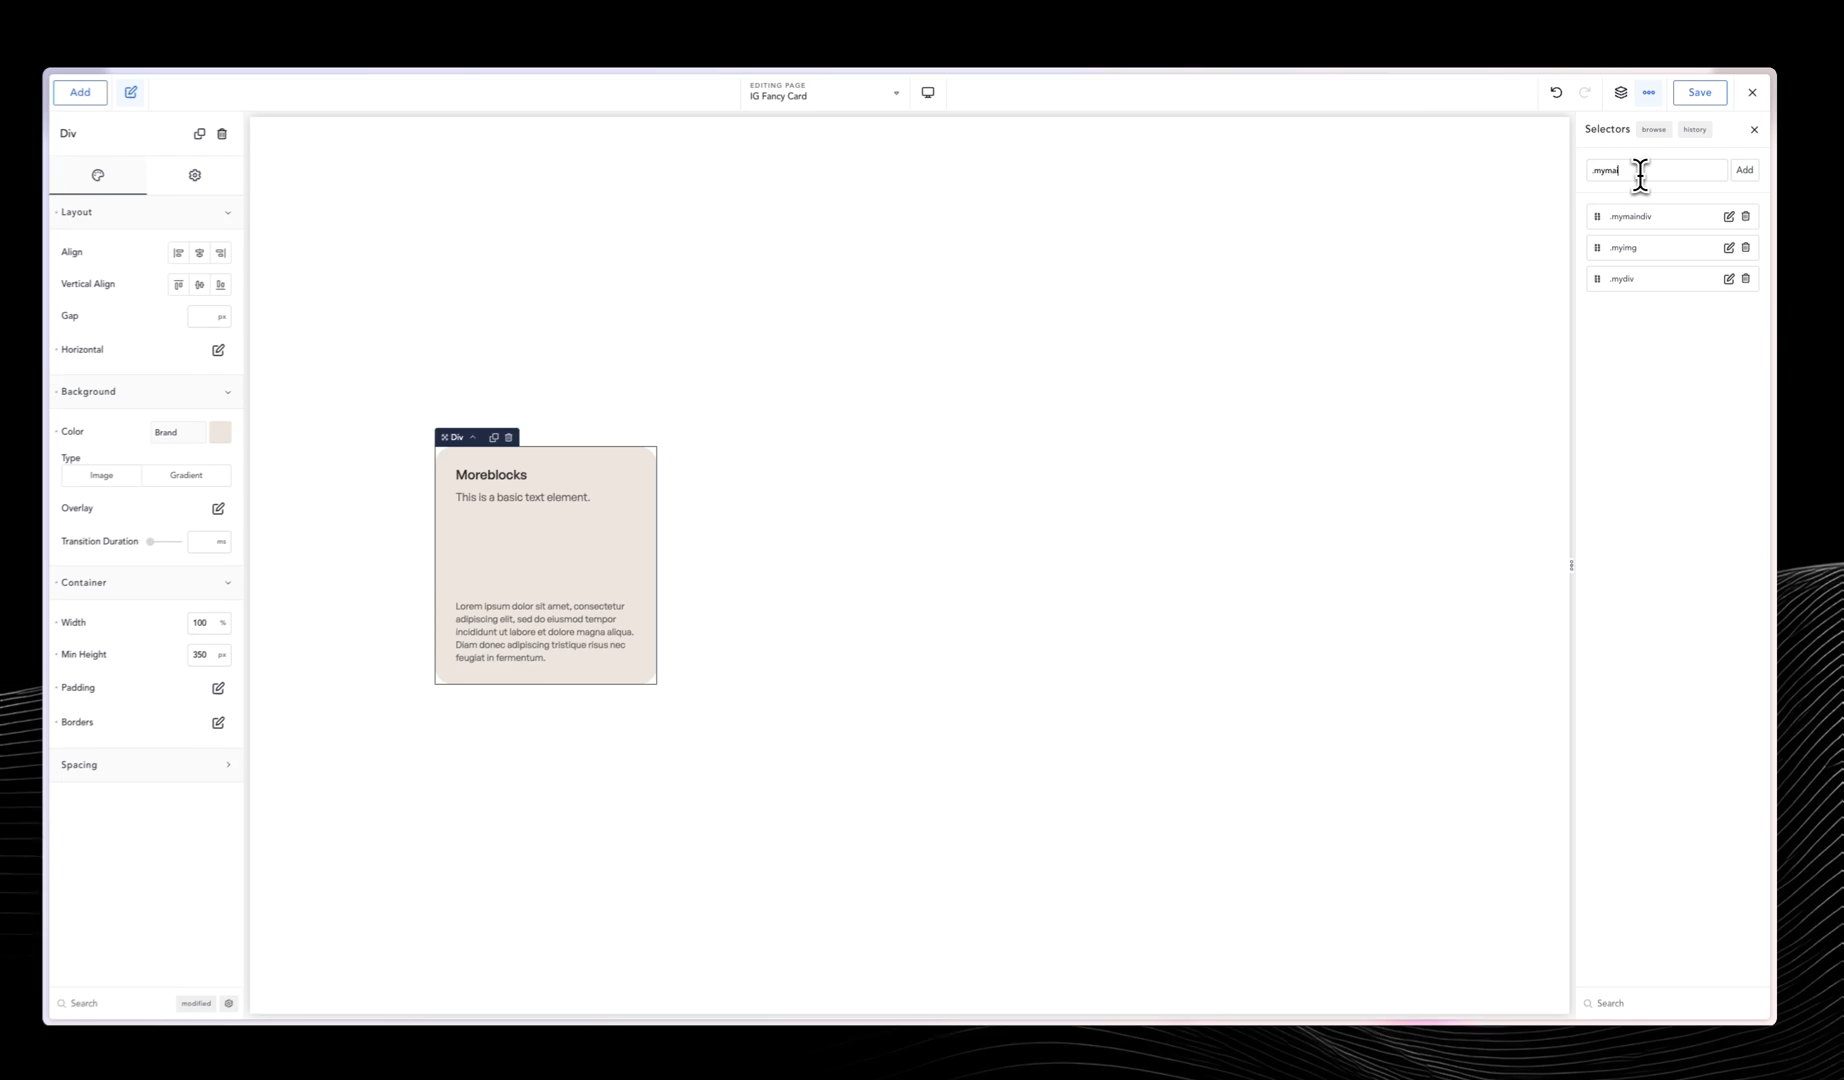 Add
EDITING PAGE
IG Fancy Card
Save
Div
Layout
Align
Vertical Align
Gap
px
Horizontal
Background
Color
Brand
Type
Image
Gradient
Overlay
Transition Duration
ms
Container
Width
100 %
Min Height
350 px
Padding
Borders
Spacing
Search
modified
Div
Moreblocks
This is a basic text element.
Lorem ipsum dolor sit amet, consectetur
adipiscing elit, sed do eiusmod tempor
incididunt ut labore et dolore magna aliqua.
Diam donec adipiscing tristique risus nec
feugiat in fermentum.
Selectors browse history
.mymai
Add
.mymaindiv
.myimg
.mydiv
Search